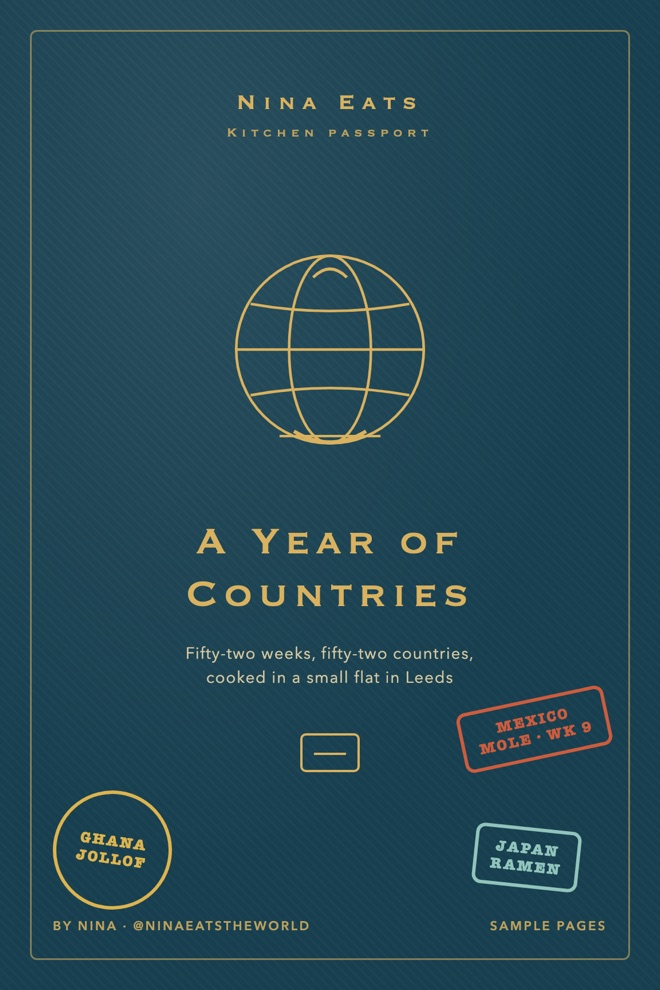 Nina Eats
Kitchen passport
A Year of
Countries
Fifty-two weeks, fifty-two countries,
cooked in a small flat in Leeds
MEXICO
MOLE · WK 9
GHANA
JOLLOF
JAPAN
RAMEN
BY NINA · @NINAEATSTHEWORLD
SAMPLE PAGES